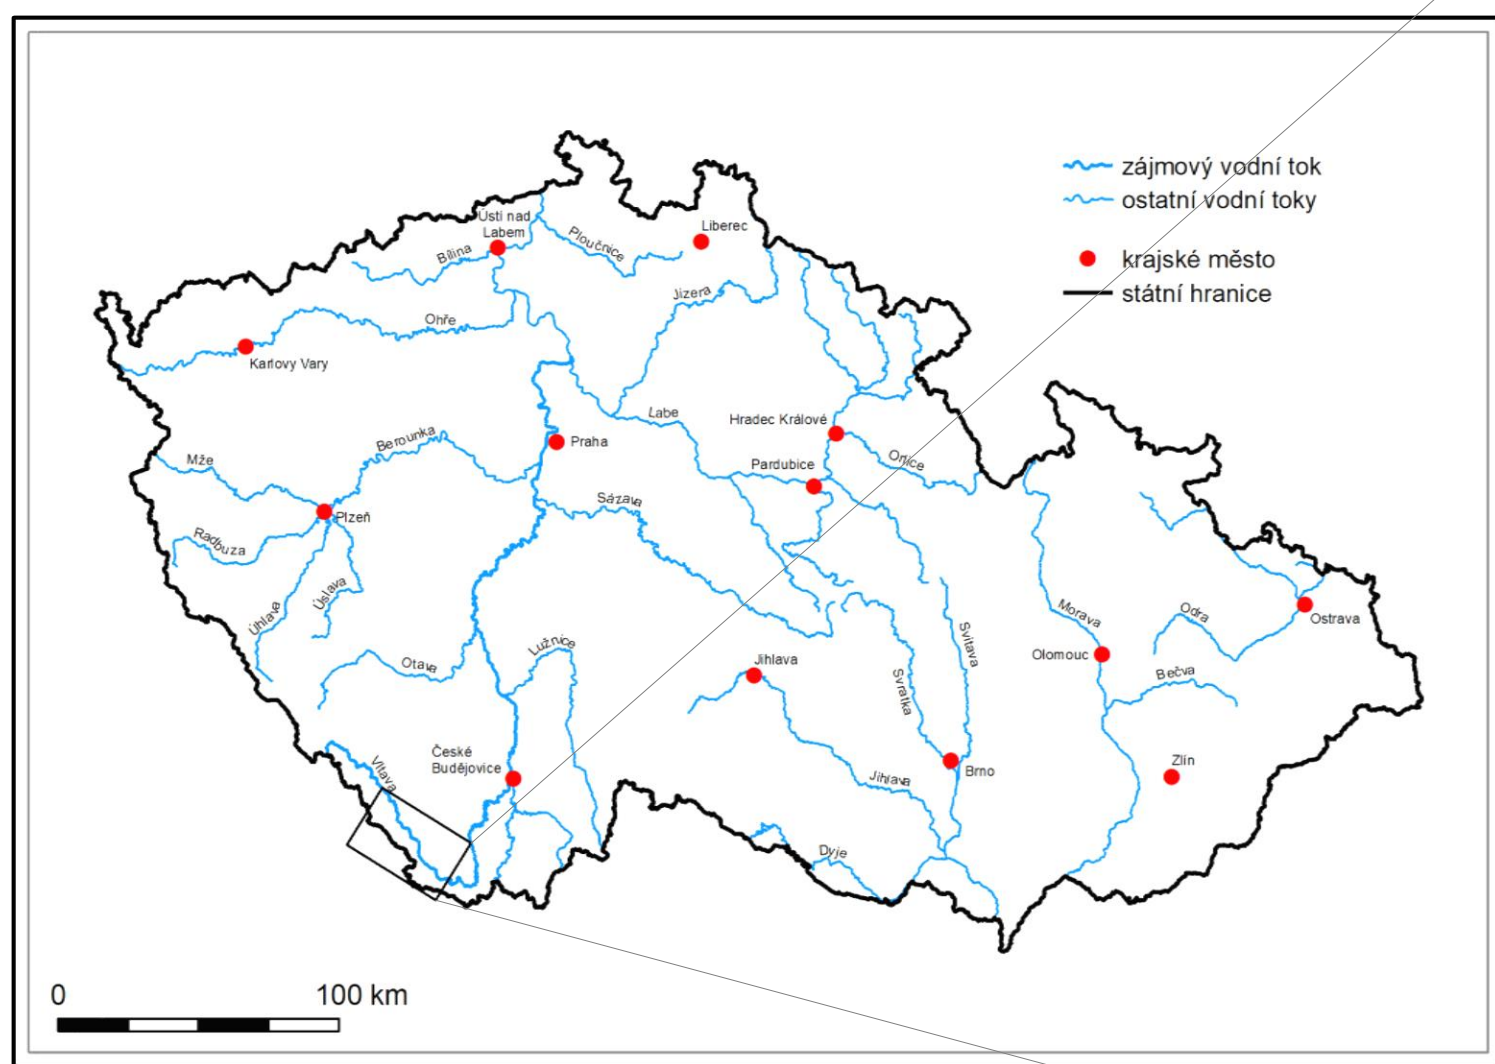 zájmový vodní tok
ostatní vodní toky
krajské město
státní hranice
Ústí nad
Labem
Liberec
Ploučnice
Bílina
Jizera
Ohře
Karlovy Vary
Labe
Hradec Králové
Berounka
Praha
Mže
Orlice
Pardubice
Sázava
Plzeň
Radbuza
Úslava
Úhlava
Morava
Odra
Ostrava
Svitava
Lužnice
Olomouc
Otava
Jihlava
Bečva
Svratka
České
Budějovice
Vltava
Zlín
Brno
Jihlava
Dyje
0
100 km